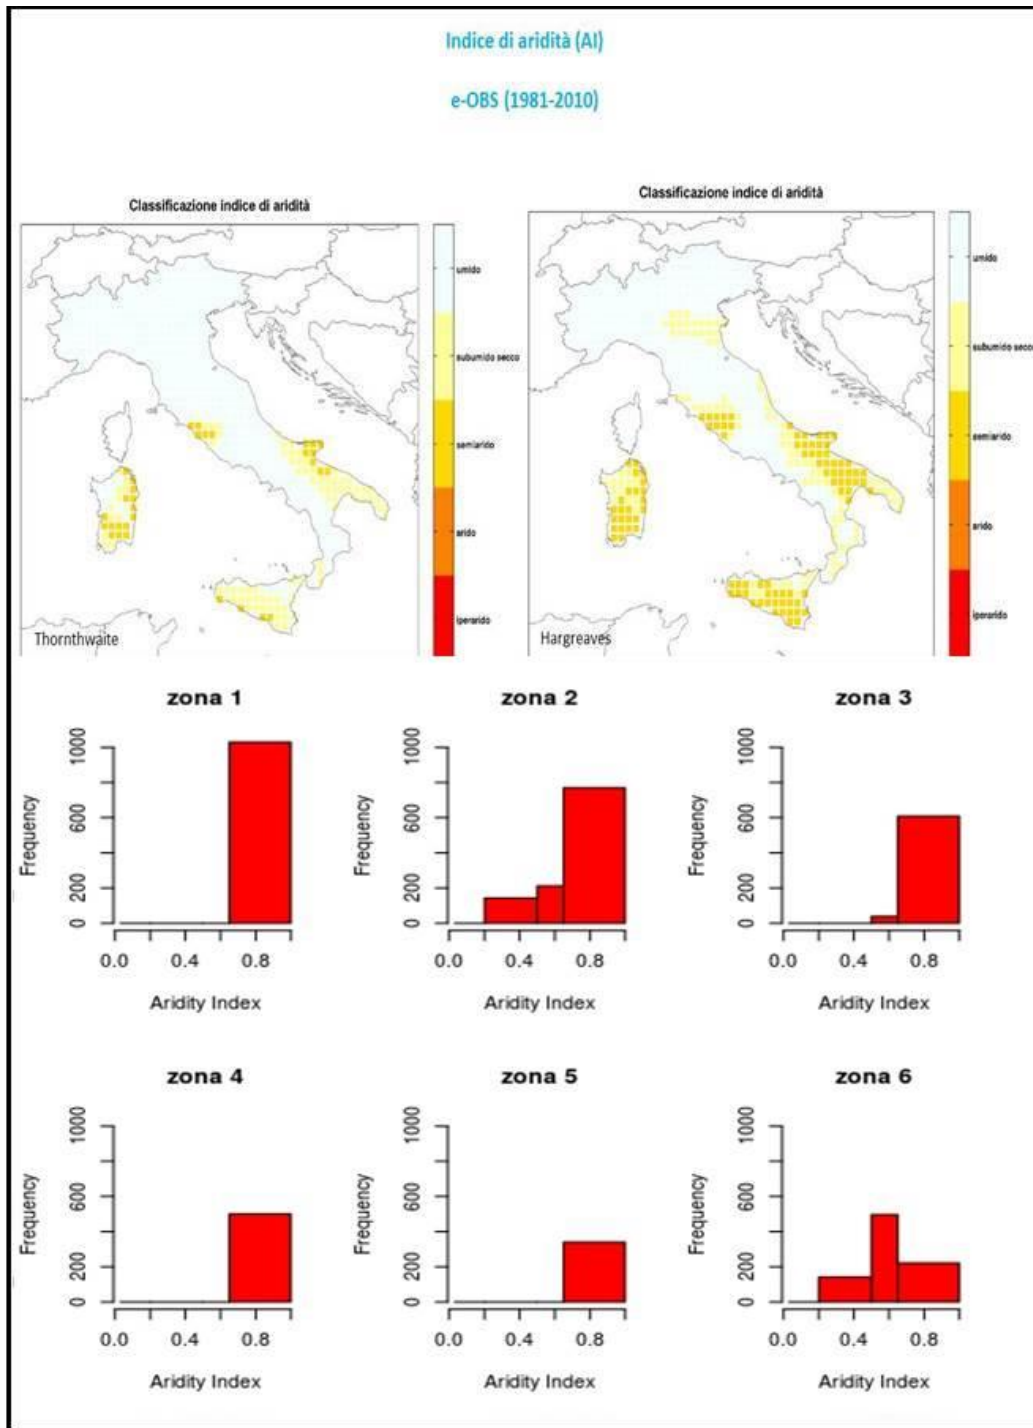 Indice di aridità (AI)
e-OBS (1981-2010)
Classificazione indice di aridità
umido
subumido secco
semiarido
arido
iperarido
Thornthwaite
Classificazione indice di aridità
umido
subumido secco
semiarido
arido
iperarido
Hargreaves
zona 1
Frequency
0 200 600 1000
0.0 0.4 0.8
Aridity Index
zona 2
Frequency
0 200 600 1000
0.0 0.4 0.8
Aridity Index
zona 3
Frequency
0 200 600 1000
0.0 0.4 0.8
Aridity Index
zona 4
Frequency
0 200 600 1000
0.0 0.4 0.8
Aridity Index
zona 5
Frequency
0 200 600 1000
0.0 0.4 0.8
Aridity Index
zona 6
Frequency
0 200 600 1000
0.0 0.4 0.8
Aridity Index